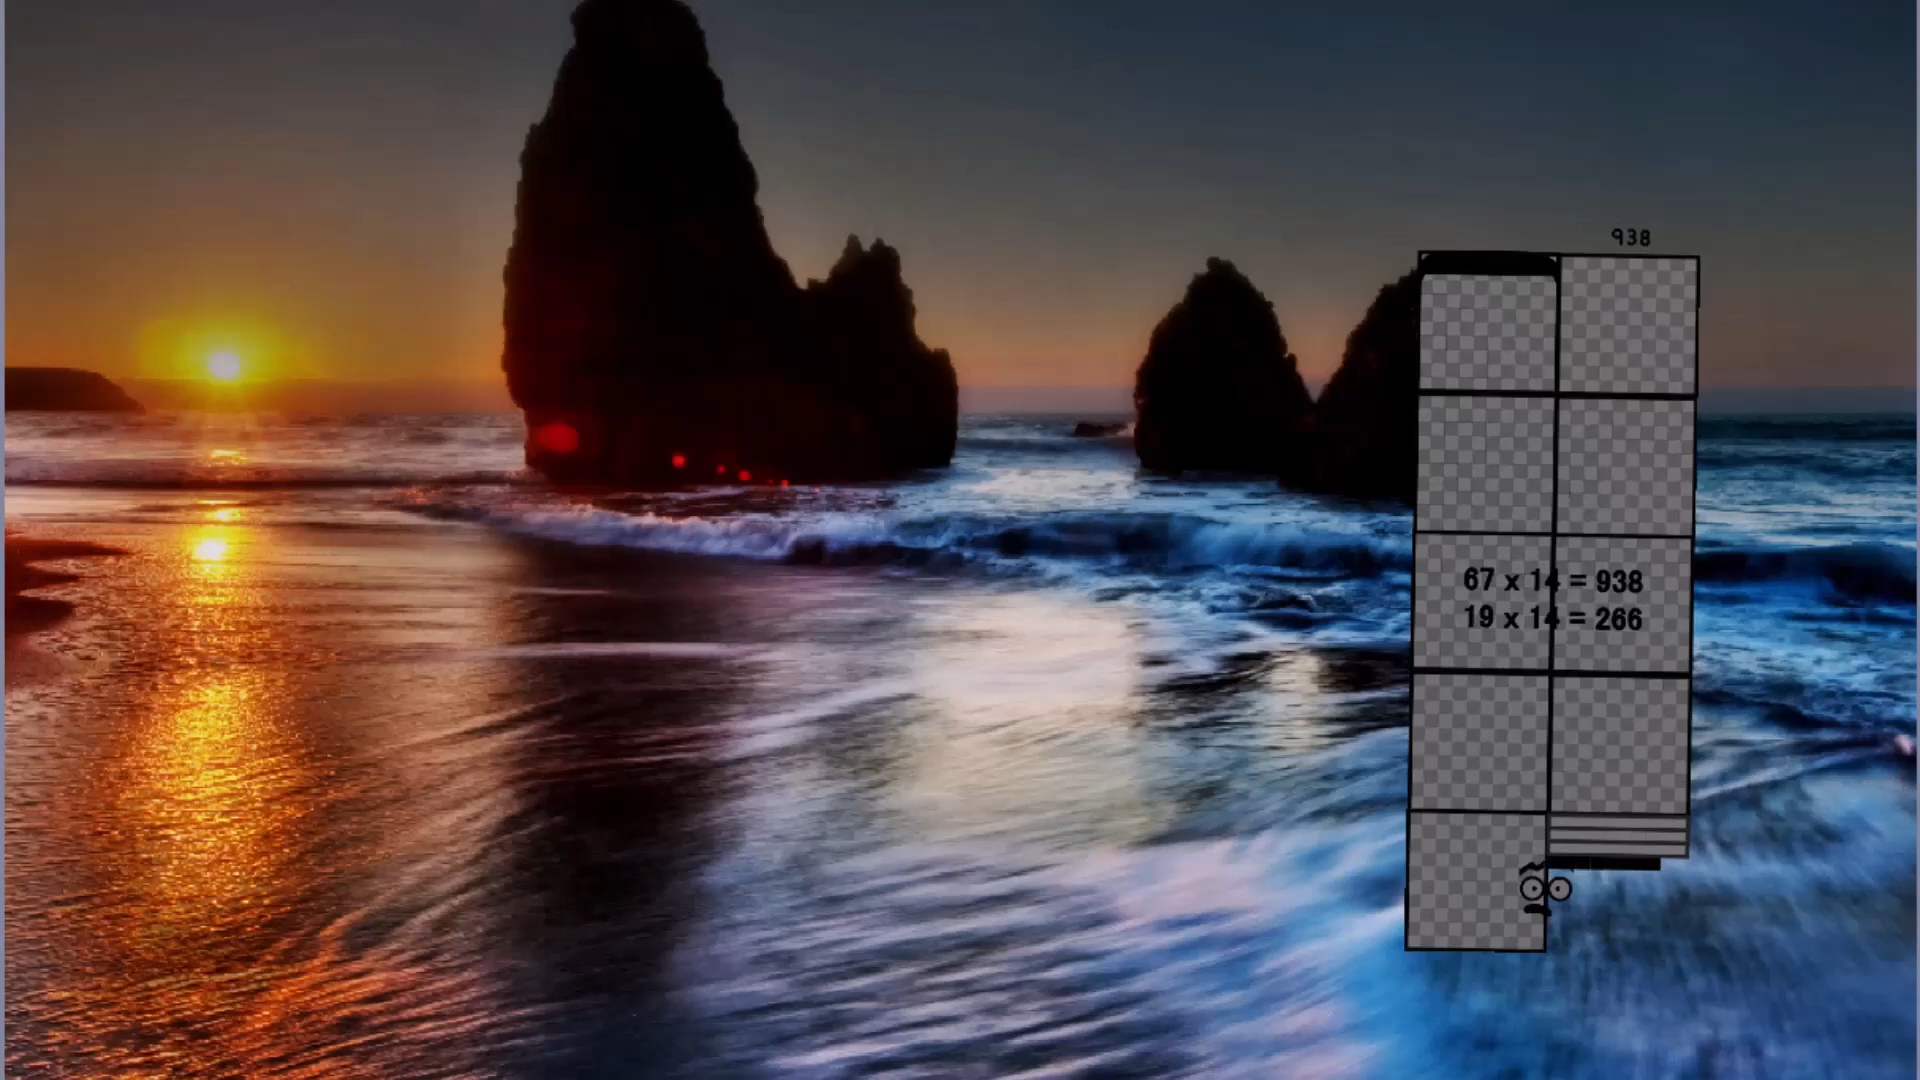 938
67 x 14 = 938
19 x 14 = 266